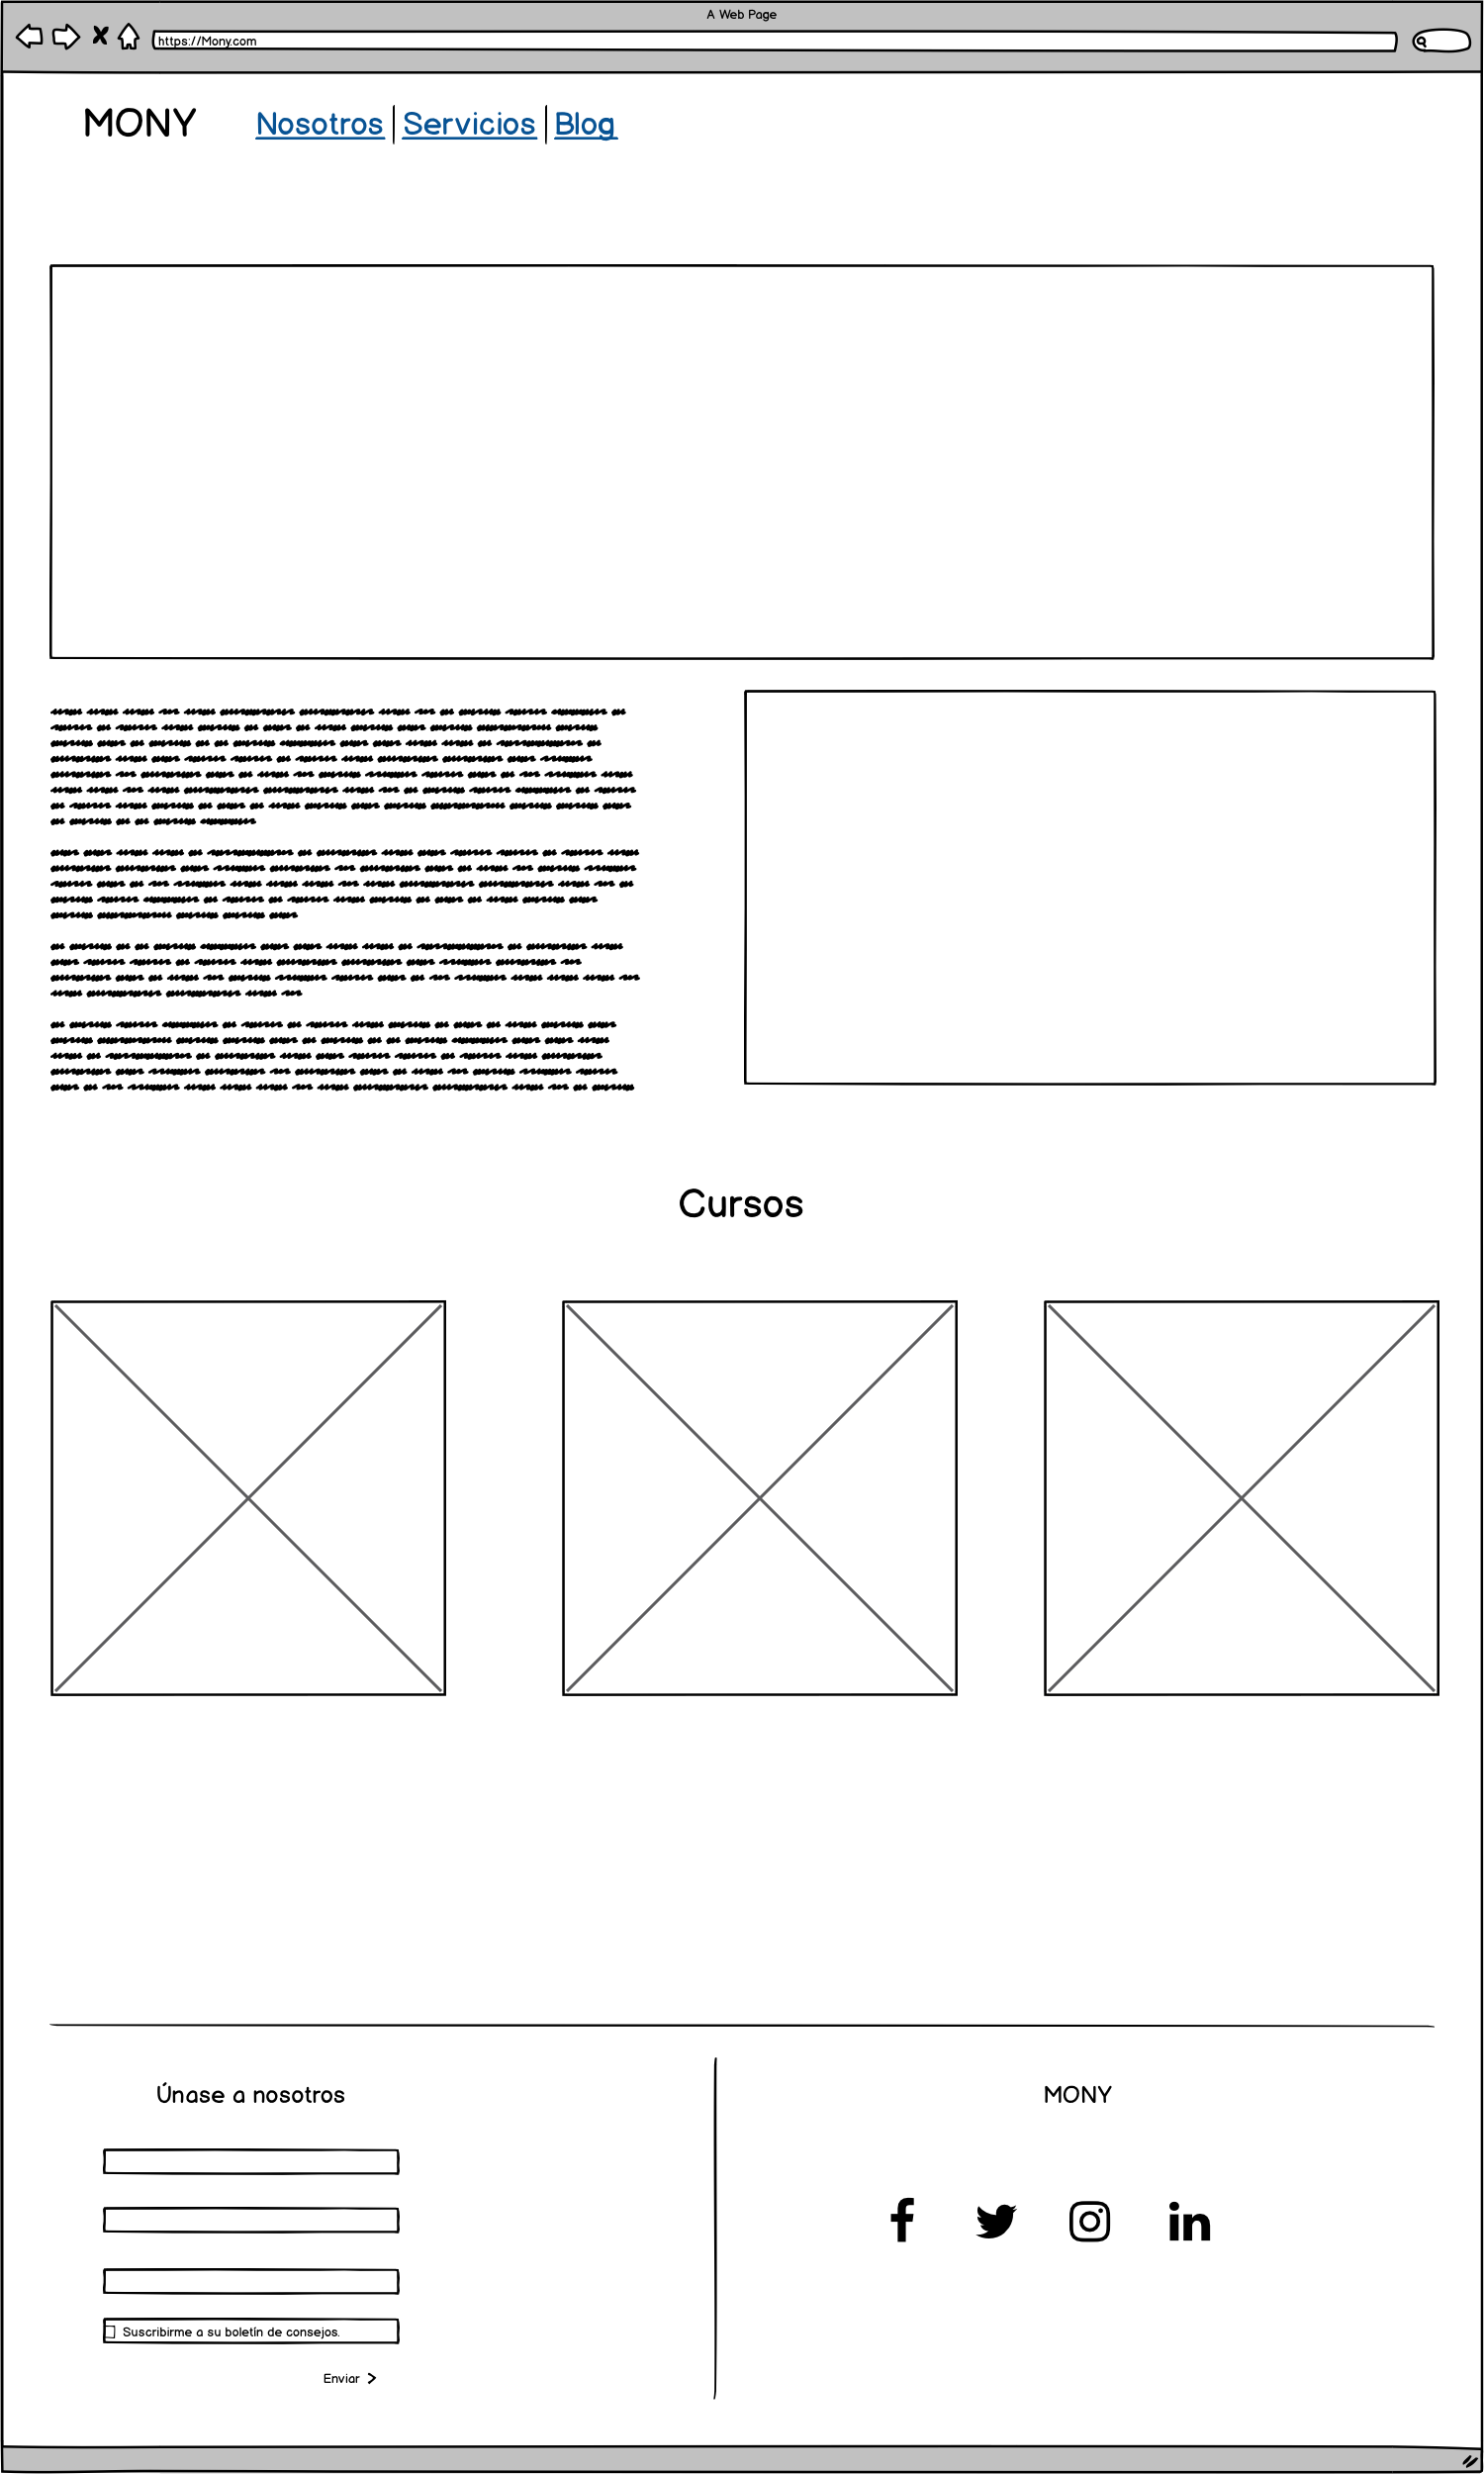 A Web Page
https://Mony.com
MONY
Nosotros | Servicios | Blog
Cursos
Únase a nosotros
MONY
Suscribirme a su boletín de consejos.
Enviar >